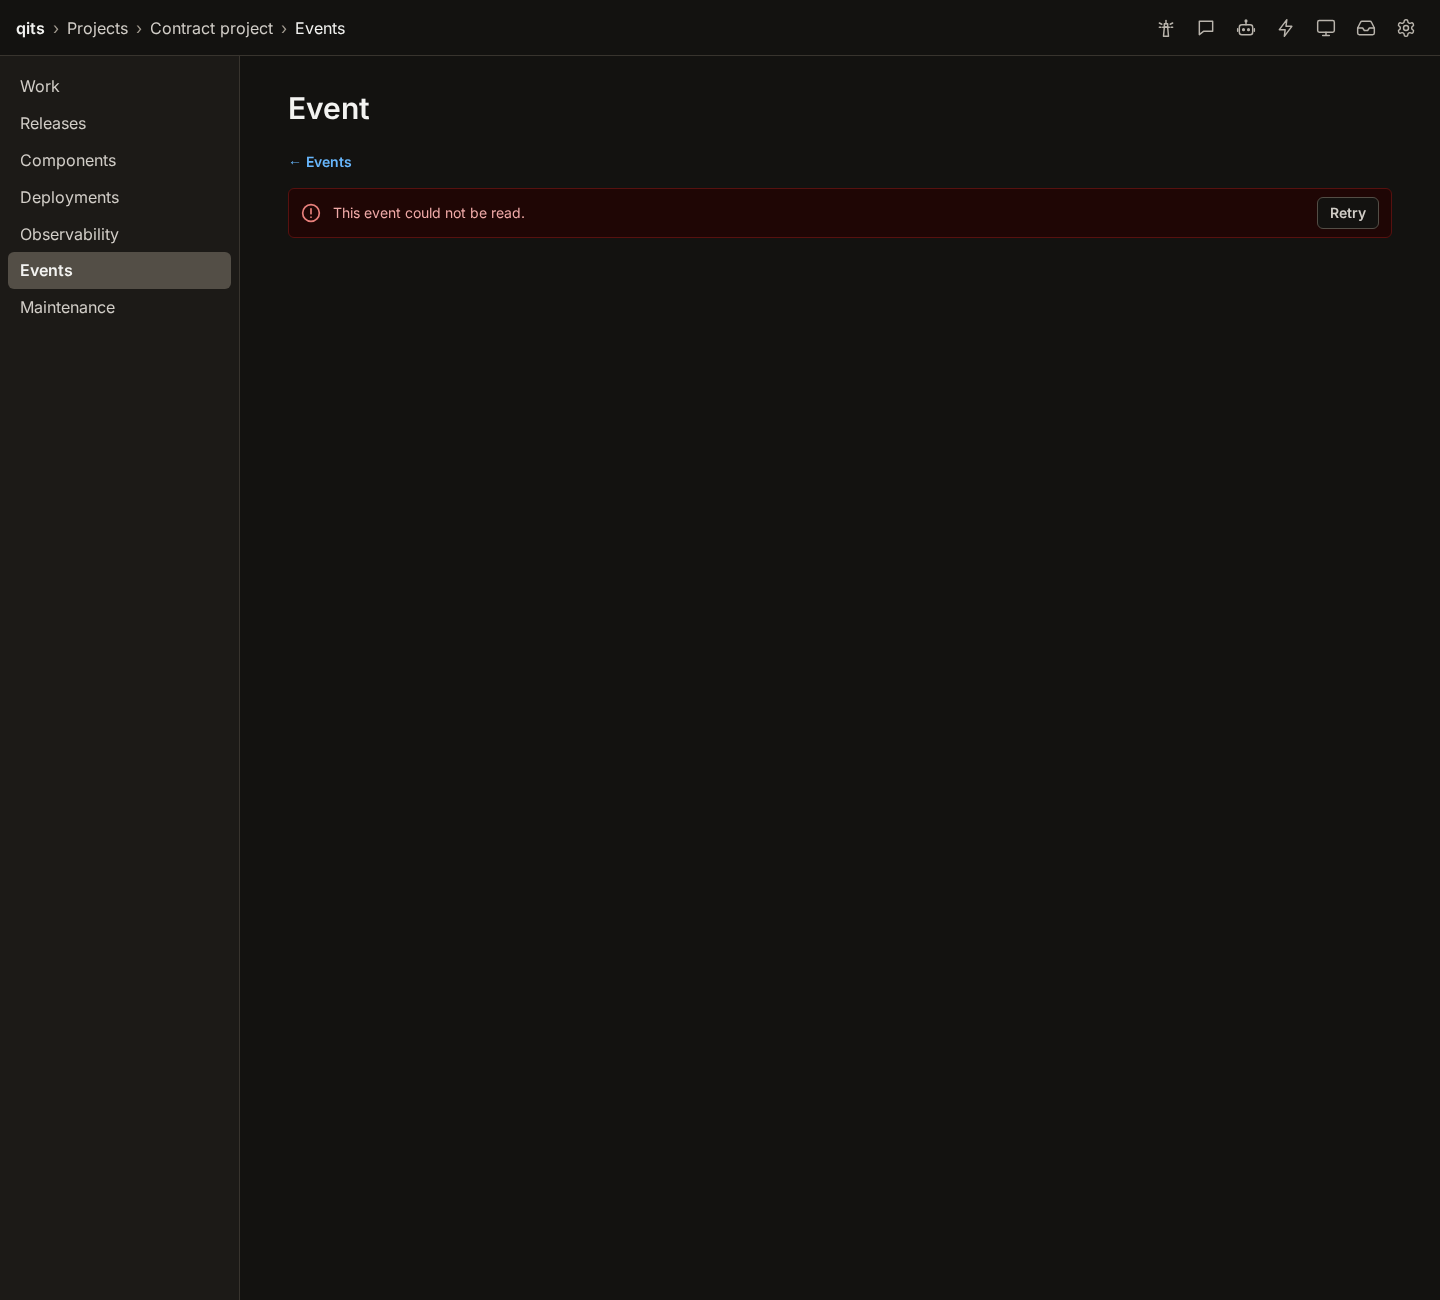 qits › Projects › Contract project › Events
Work
Releases
Components
Deployments
Observability
Events
Maintenance
Event
← Events
This event could not be read.
Retry